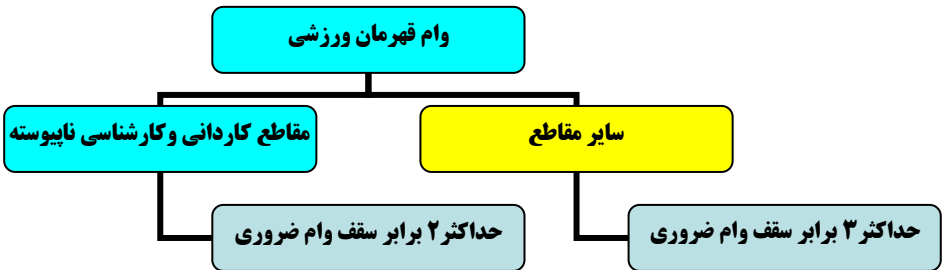 وام قهرمان ورزشی
سایر مقاطع
مقاطع کاردانی وکارشناسی ناپیوسته
حداکثر۳ برابر سقف وام ضروری
حداکثر۲ برابر سقف وام ضروری